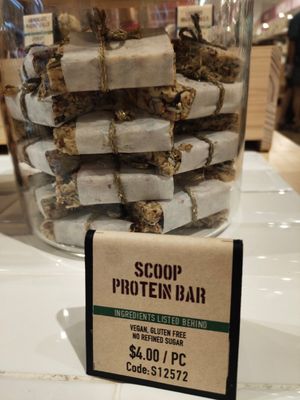 SCOOP
PROTEIN BAR
INGREDIENTS LISTED BEHIND
VEGAN, GLUTEN FREE
NO REFINED SUGAR
$4.00 / PC
Code: S12572